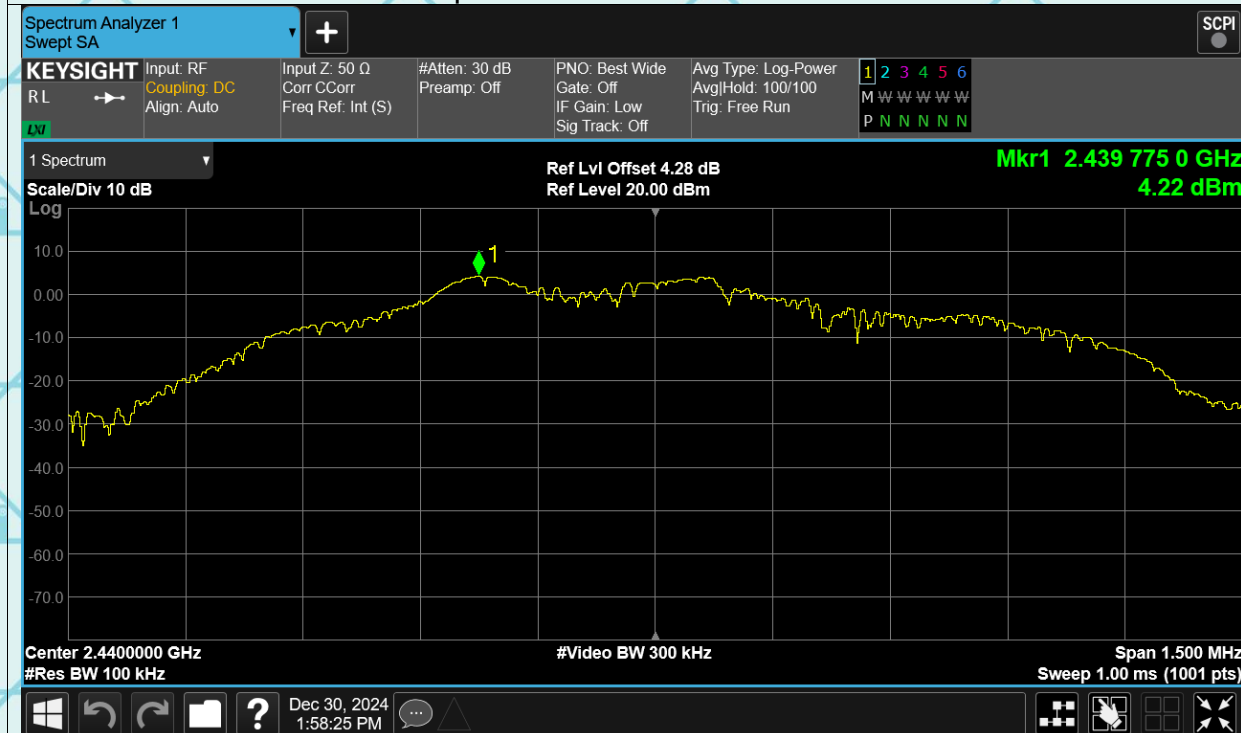 Spectrum Analyzer 1
Swept SA
+
SCPI
KEYSIGHT
R L
LXI
Input: RF
Coupling: DC
Align: Auto
Input Z: 50 Ω
Corr CCorr
Freq Ref: Int (S)
#Atten: 30 dB
Preamp: Off
PNO: Best Wide
Gate: Off
IF Gain: Low
Sig Track: Off
Avg Type: Log-Power
Avg|Hold: 100/100
Trig: Free Run
1 2 3 4 5 6
M W W W W W W
P N N N N N N
1 Spectrum
Scale/Div 10 dB
Log
Ref Lvl Offset 4.28 dB
Ref Level 20.00 dBm
Mkr1 2.439 775 0 GHz
4.22 dBm
1
10.0
0.00
-10.0
-20.0
-30.0
-40.0
-50.0
-60.0
-70.0
Center 2.4400000 GHz
#Video BW 300 kHz
Span 1.500 MHz
#Res BW 100 kHz
Sweep 1.00 ms (1001 pts)
?
Dec 30, 2024
1:58:25 PM